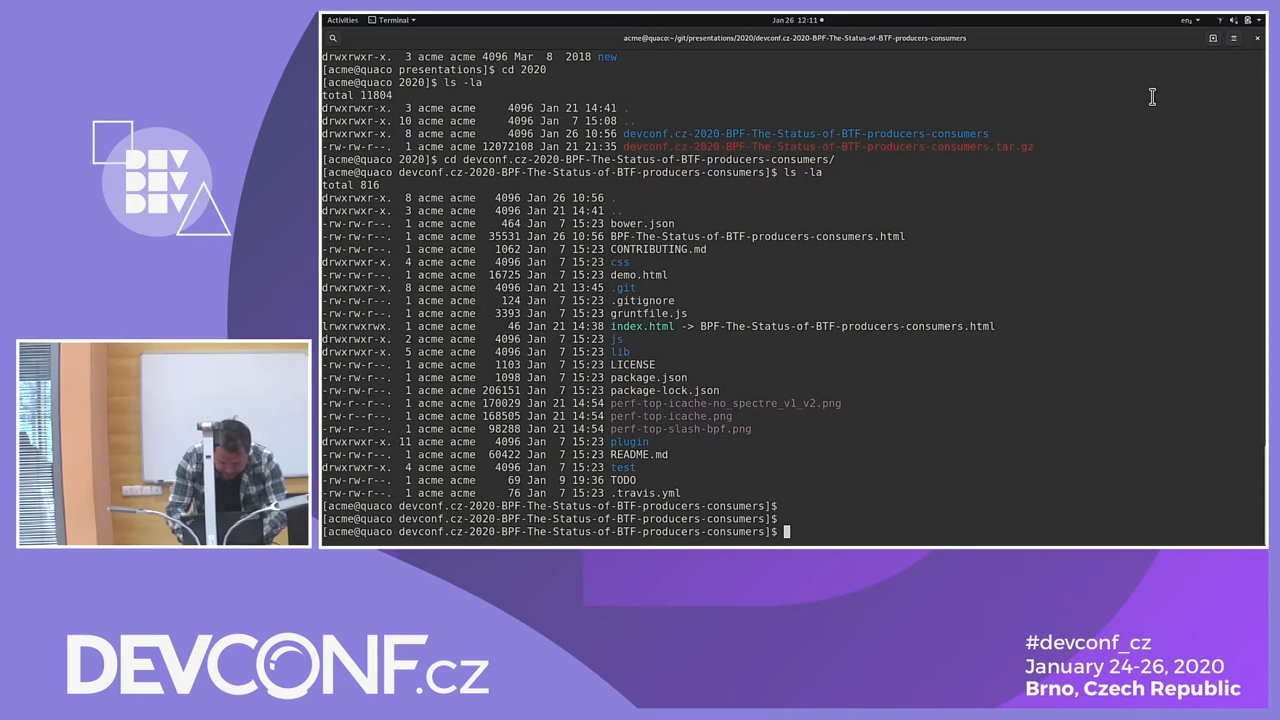 Activities Terminal Jan 26 12:11 en₁
acme@quaco:~/git/presentations/2020/devconf.cz-2020-BPF-The-Status-of-BTF-producers-consumers
drwxrwxr-x. 3 acme acme 4096 Mar 8 2018 new
[acme@quaco presentations]$ cd 2020
[acme@quaco 2020]$ ls -la
total 11804
drwxrwxr-x. 3 acme acme 4096 Jan 21 14:41 .
drwxrwxr-x. 10 acme acme 4096 Jan 7 15:08 ..
drwxrwxr-x. 8 acme acme 4096 Jan 26 10:56 devconf.cz-2020-BPF-The-Status-of-BTF-producers-consumers
-rw-rw-r--. 1 acme acme 12072108 Jan 21 21:35 devconf.cz-2020-BPF-The-Status-of-BTF-producers-consumers.tar.gz
[acme@quaco 2020]$ cd devconf.cz-2020-BPF-The-Status-of-BTF-producers-consumers/
[acme@quaco devconf.cz-2020-BPF-The-Status-of-BTF-producers-consumers]$ ls -la
total 816
drwxrwxr-x. 8 acme acme 4096 Jan 26 10:56 .
drwxrwxr-x. 3 acme acme 4096 Jan 21 14:41 ..
-rw-rw-r--. 1 acme acme 464 Jan 7 15:23 bower.json
-rw-rw-r--. 1 acme acme 35531 Jan 26 10:56 BPF-The-Status-of-BTF-producers-consumers.html
-rw-rw-r--. 1 acme acme 1062 Jan 7 15:23 CONTRIBUTING.md
drwxrwxr-x. 4 acme acme 4096 Jan 7 15:23 css
-rw-rw-r--. 1 acme acme 16725 Jan 7 15:23 demo.html
drwxrwxr-x. 8 acme acme 4096 Jan 21 13:45 .git
-rw-rw-r--. 1 acme acme 124 Jan 7 15:23 .gitignore
-rw-rw-r--. 1 acme acme 3393 Jan 7 15:23 gruntfile.js
lrwxrwxrwx. 1 acme acme 46 Jan 21 14:38 index.html -> BPF-The-Status-of-BTF-producers-consumers.html
drwxrwxr-x. 2 acme acme 4096 Jan 7 15:23 js
drwxrwxr-x. 5 acme acme 4096 Jan 7 15:23 lib
-rw-rw-r--. 1 acme acme 1103 Jan 7 15:23 LICENSE
-rw-rw-r--. 1 acme acme 1098 Jan 7 15:23 package.json
-rw-rw-r--. 1 acme acme 206151 Jan 7 15:23 package-lock.json
-rw-rw-r--. 1 acme acme 170029 Jan 21 14:54 perf-top-icache-no_spectre_v1_v2.png
-rw-rw-r--. 1 acme acme 168505 Jan 21 14:54 perf-top-icache.png
-rw-rw-r--. 1 acme acme 98288 Jan 21 14:54 perf-top-slash-bpf.png
drwxrwxr-x. 11 acme acme 4096 Jan 7 15:23 plugin
-rw-rw-r--. 1 acme acme 60422 Jan 7 15:23 README.md
drwxrwxr-x. 4 acme acme 4096 Jan 7 15:23 test
-rw-rw-r--. 1 acme acme 69 Jan 9 19:36 TODO
-rw-rw-r--. 1 acme acme 76 Jan 7 15:23 .travis.yml
[acme@quaco devconf.cz-2020-BPF-The-Status-of-BTF-producers-consumers]$
[acme@quaco devconf.cz-2020-BPF-The-Status-of-BTF-producers-consumers]$
[acme@quaco devconf.cz-2020-BPF-The-Status-of-BTF-producers-consumers]$
DEV
DEV
DEV
DEVCONF.cz
#devconf_cz
January 24-26, 2020
Brno, Czech Republic